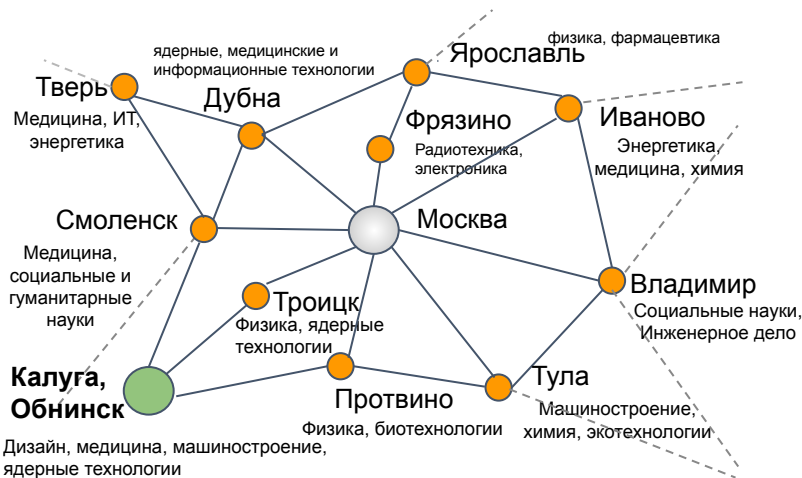 ядерные, медицинские и
информационные технологии
Ярославль
физика, фармацевтика
Тверь
Медицина, ИТ,
энергетика
Дубна
Фрязино
Радиотехника,
электроника
Иваново
Энергетика,
медицина, химия
Смоленск
Медицина,
социальные и
гуманитарные
науки
Москва
Троицк
Физика, ядерные
технологии
Владимир
Социальные науки,
Инженерное дело
Калуга,
Обнинск
Дизайн, медицина, машиностроение,
ядерные технологии
Протвино
Физика, биотехнологии
Тула
Машиностроение,
химия, экотехнологии